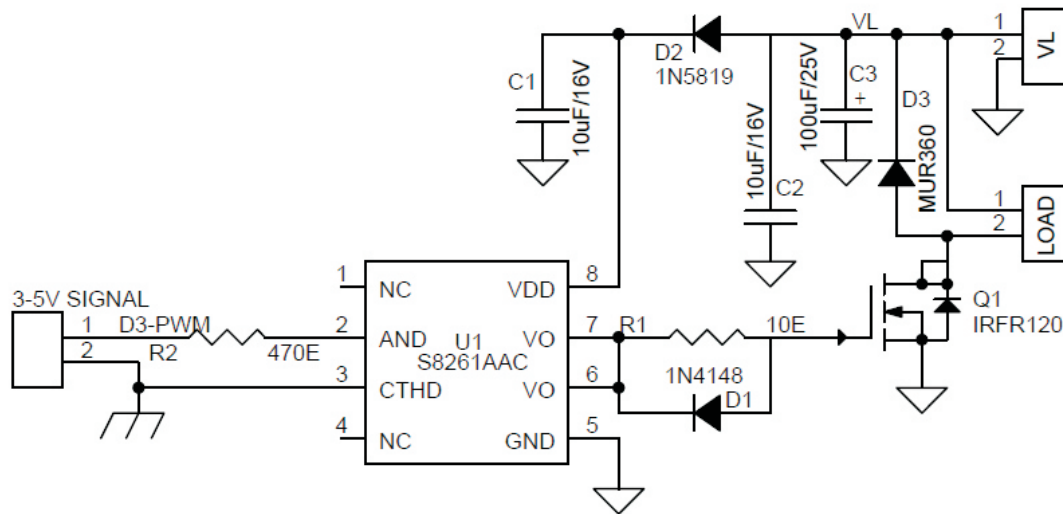 VL
1
2
VL
D2
1N5819
C1
10uF/16V
10uF/16V
C2
100uF/25V
C3
+
D3
MUR360
1
2
LOAD
Q1
IRFR120
3-5V SIGNAL
1
2
D3-PWM
R2
470E
1
NC
2
AND
3
CTHD
4
NC
U1
S8261AAC
VDD
8
VO
7
VO
6
GND
5
R1
10E
1N4148
D1